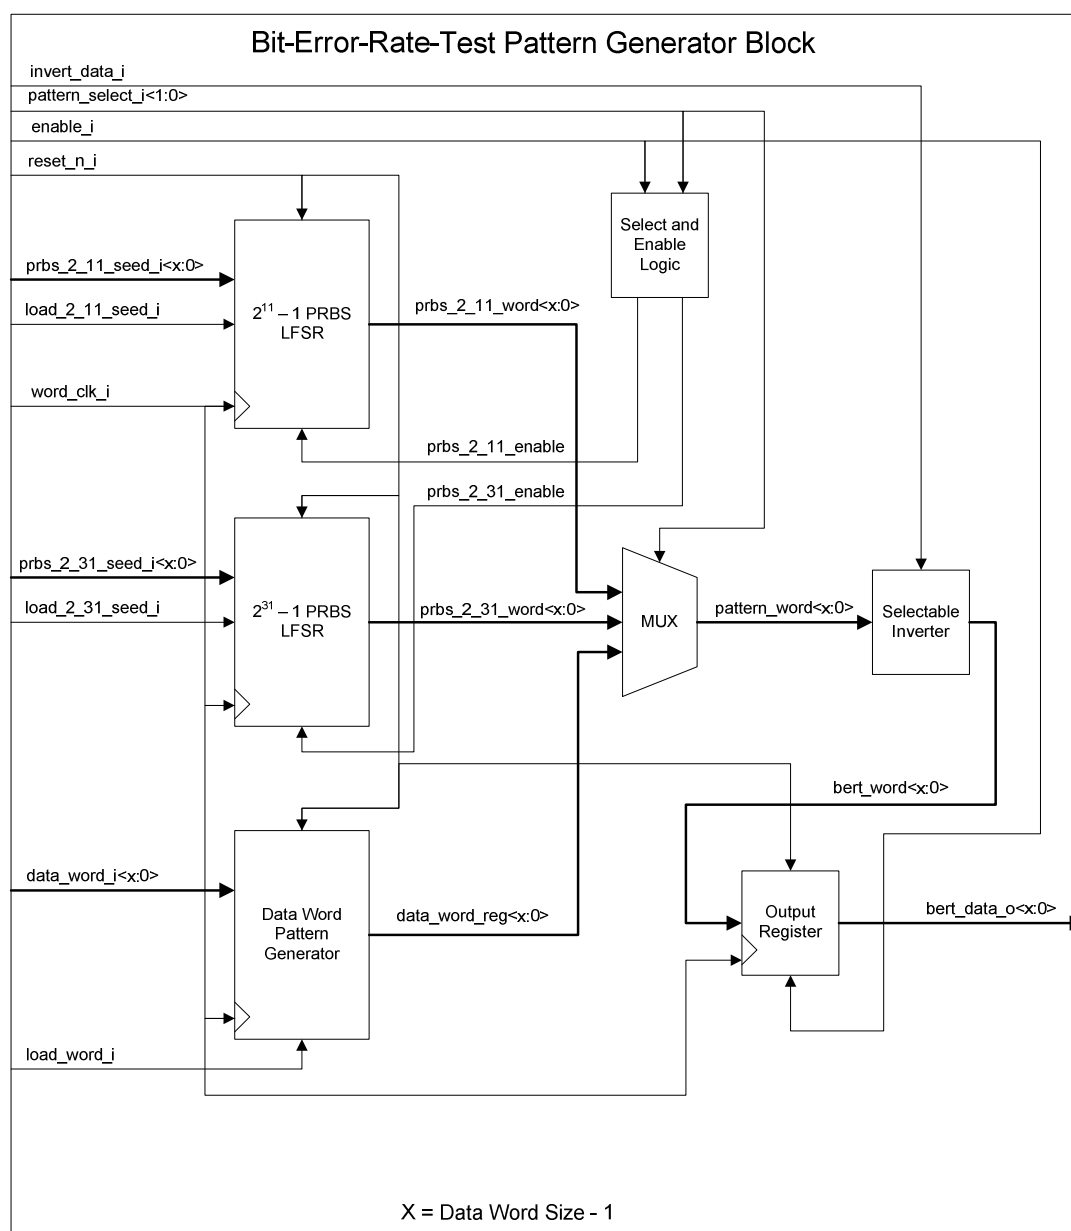 Bit-Error-Rate-Test Pattern Generator Block
invert_data_i
pattern_select_i<1:0>
enable_i
reset_n_i
Select and
Enable
Logic
prbs_2_11_seed_i<x:0>
load_2_11_seed_i
2¹¹ – 1 PRBS
LFSR
prbs_2_11_word<x:0>
word_clk_i
prbs_2_11_enable
prbs_2_31_enable
prbs_2_31_seed_i<x:0>
load_2_31_seed_i
2³¹ – 1 PRBS
LFSR
prbs_2_31_word<x:0>
MUX
pattern_word<x:0>
Selectable
Inverter
bert_word<x:0>
data_word_i<x:0>
Data Word
Pattern
Generator
data_word_reg<x:0>
Output
Register
bert_data_o<x:0>
load_word_i
X = Data Word Size - 1